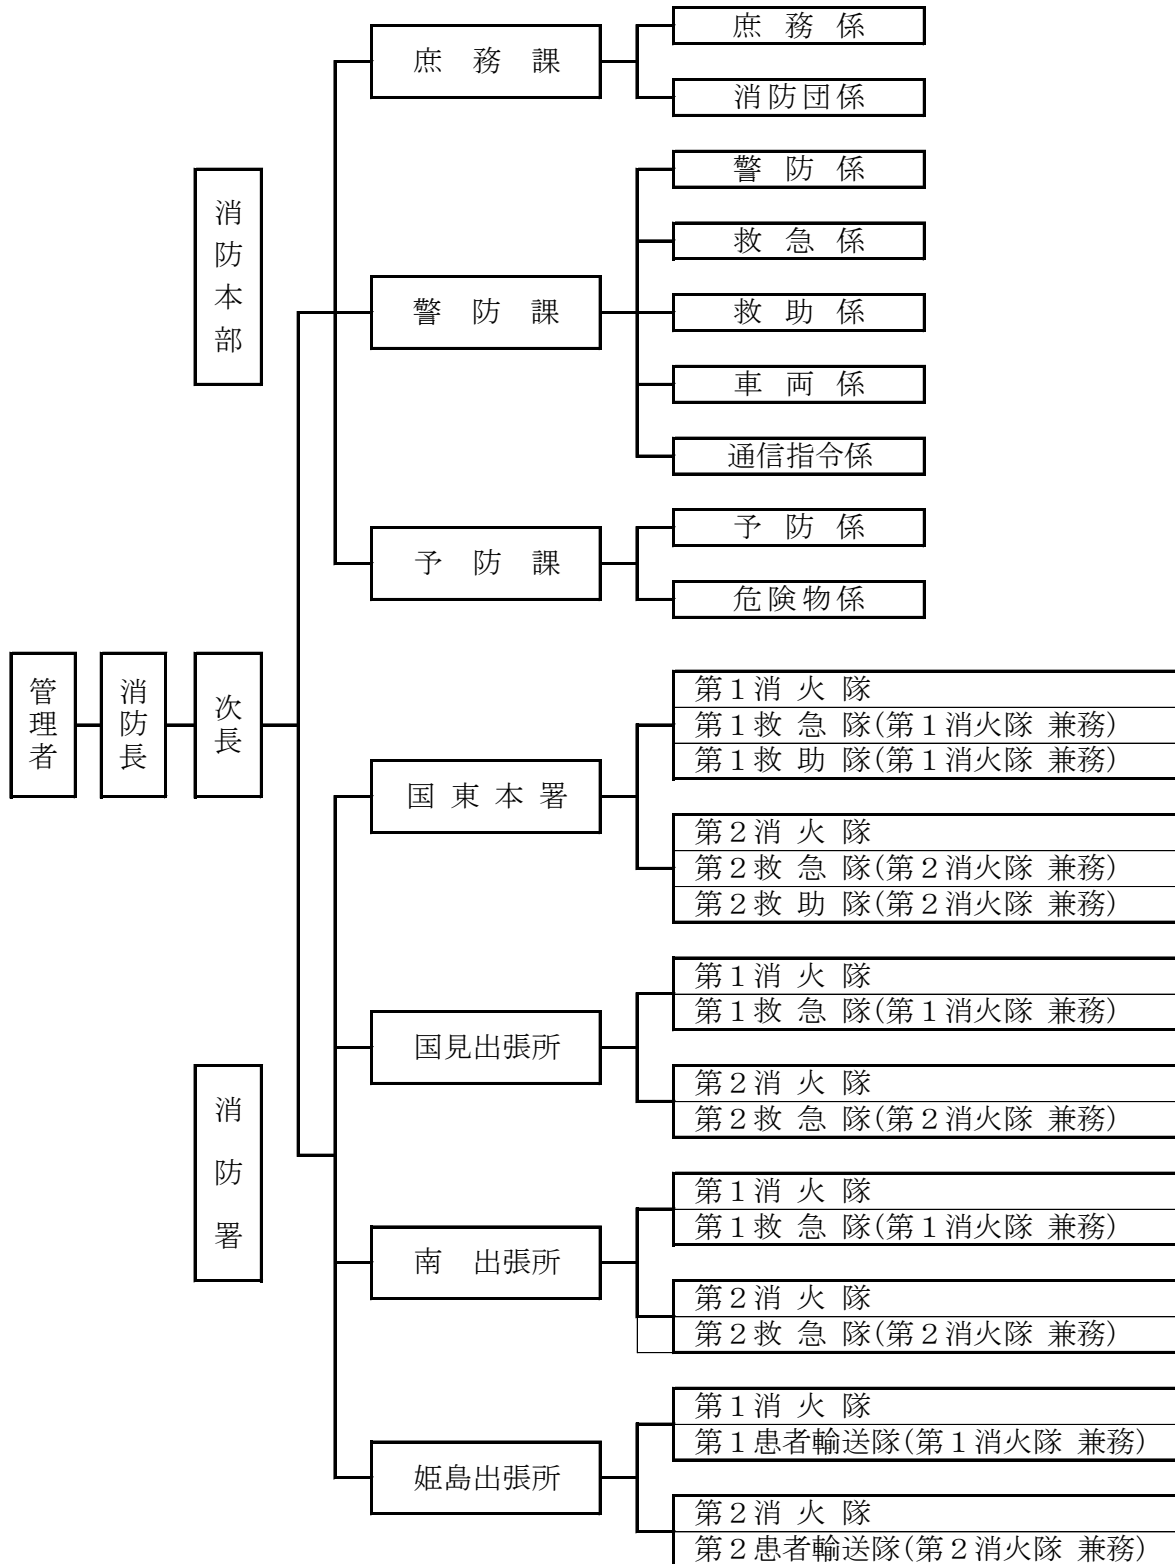 庶務課
庶務係
消防団係
消防本部
警防課
警防係
救急係
救助係
車両係
通信指令係
予防課
予防係
危険物係
管理者
消防長
次長
国東本署
第１消火隊
第１救急隊(第１消火隊 兼務)
第１救助隊(第１消火隊 兼務)
第２消火隊
第２救急隊(第２消火隊 兼務)
第２救助隊(第２消火隊 兼務)
消防署
国見出張所
第１消火隊
第１救急隊(第１消火隊 兼務)
第２消火隊
第２救急隊(第２消火隊 兼務)
南 出張所
第１消火隊
第１救急隊(第１消火隊 兼務)
第２消火隊
第２救急隊(第２消火隊 兼務)
姫島出張所
第１消火隊
第１患者輸送隊(第１消火隊 兼務)
第２消火隊
第２患者輸送隊(第２消火隊 兼務)